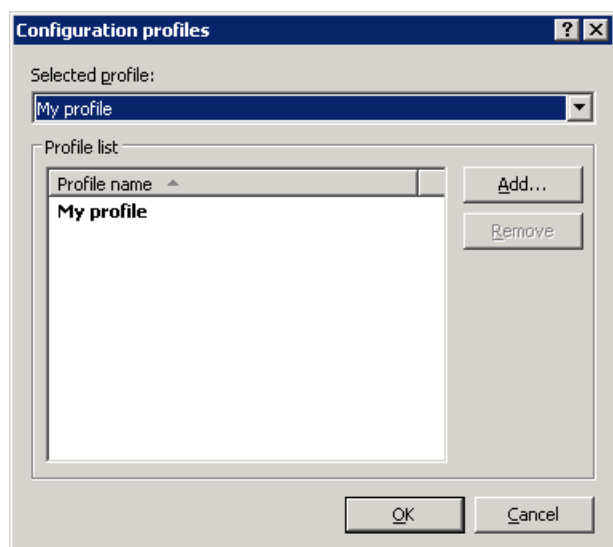 Configuration profiles
Selected profile:
My profile
Profile list
Profile name
My profile
Add...
Remove
OK
Cancel